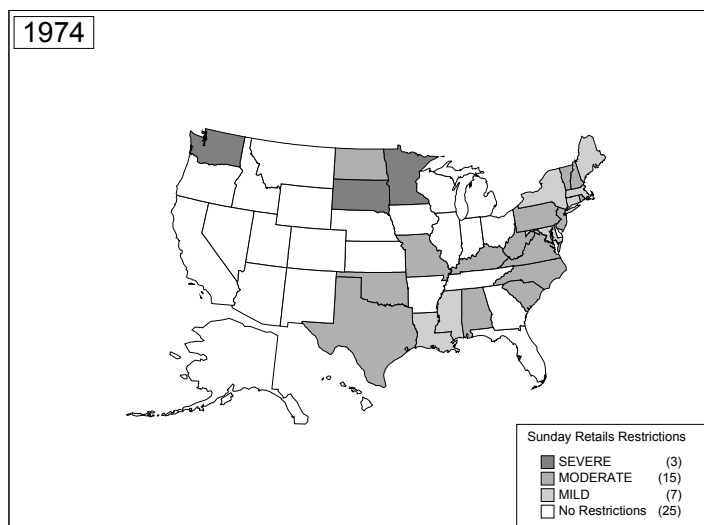 1974
Sunday Retails Restrictions
SEVERE (3)
MODERATE (15)
MILD (7)
No Restrictions (25)